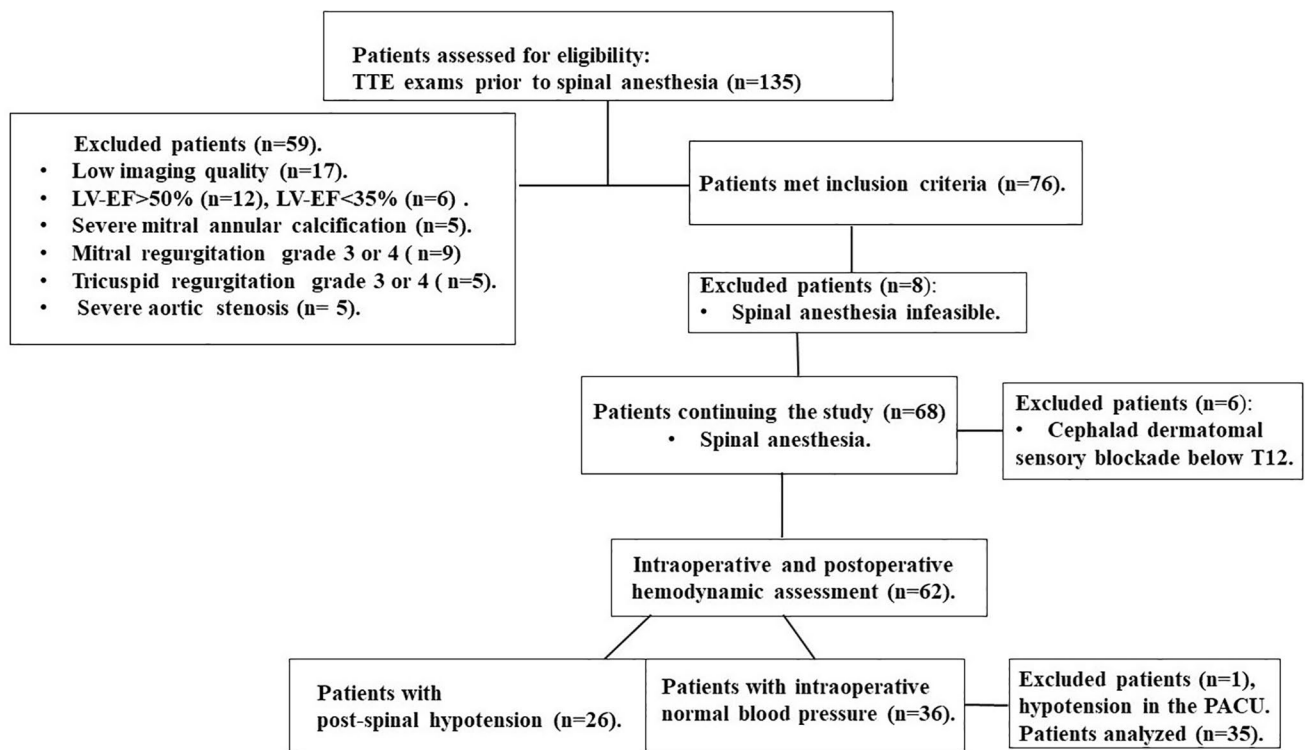 Patients assessed for eligibility:
TTE exams prior to spinal anesthesia (n=135)
Excluded patients (n=59).
• Low imaging quality (n=17).
• LV-EF>50% (n=12), LV-EF<35% (n=6) .
• Severe mitral annular calcification (n=5).
• Mitral regurgitation grade 3 or 4 ( n=9)
• Tricuspid regurgitation grade 3 or 4 ( n=5).
• Severe aortic stenosis (n= 5).
Patients met inclusion criteria (n=76).
Excluded patients (n=8):
• Spinal anesthesia infeasible.
Patients continuing the study (n=68)
• Spinal anesthesia.
Excluded patients (n=6):
• Cephalad dermatomal
sensory blockade below T12.
Intraoperative and postoperative
hemodynamic assessment (n=62).
Patients with
post-spinal hypotension (n=26).
Patients with intraoperative
normal blood pressure (n=36).
Excluded patients (n=1),
hypotension in the PACU.
Patients analyzed (n=35).